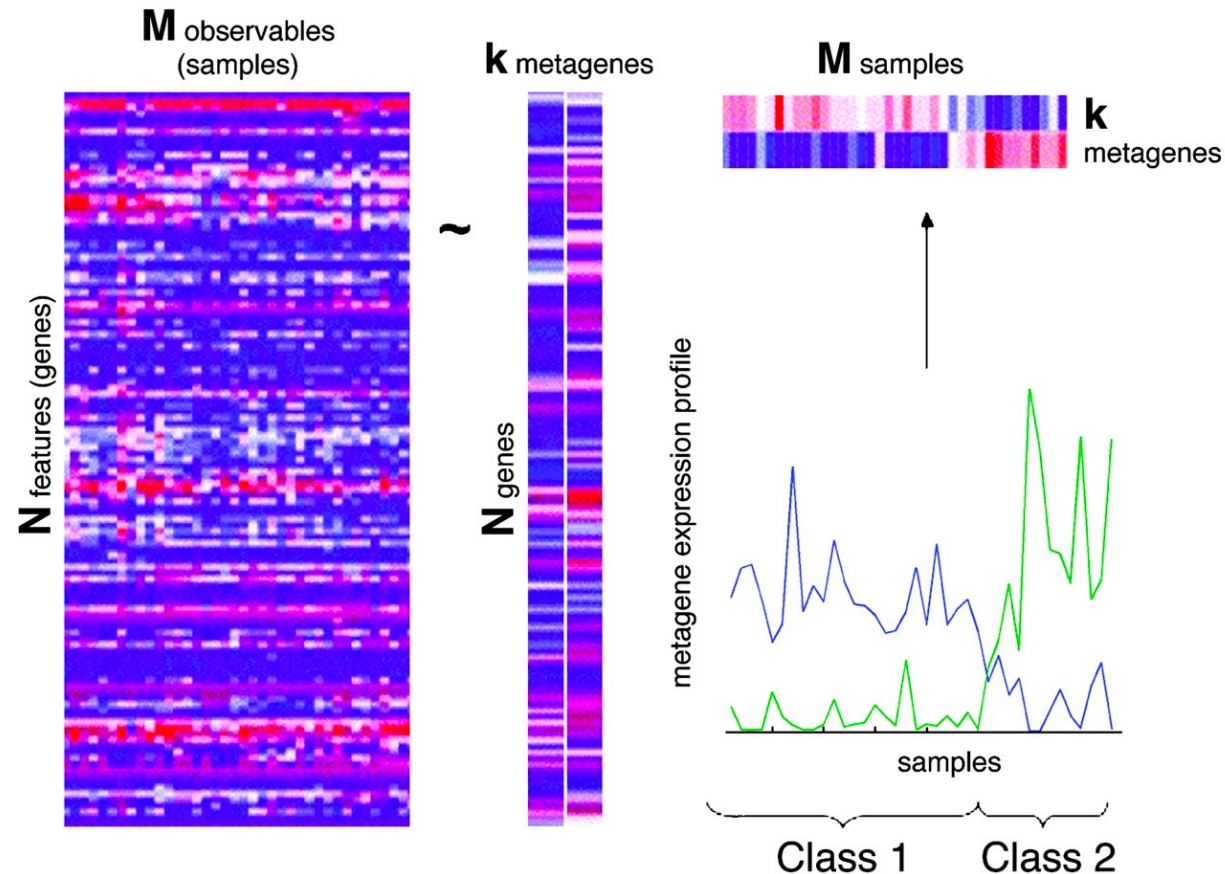 M observables
(samples)
N features (genes)
~
k metagenes
N genes
M samples
k
metagenes
metagene expression profile
samples
Class 1
Class 2